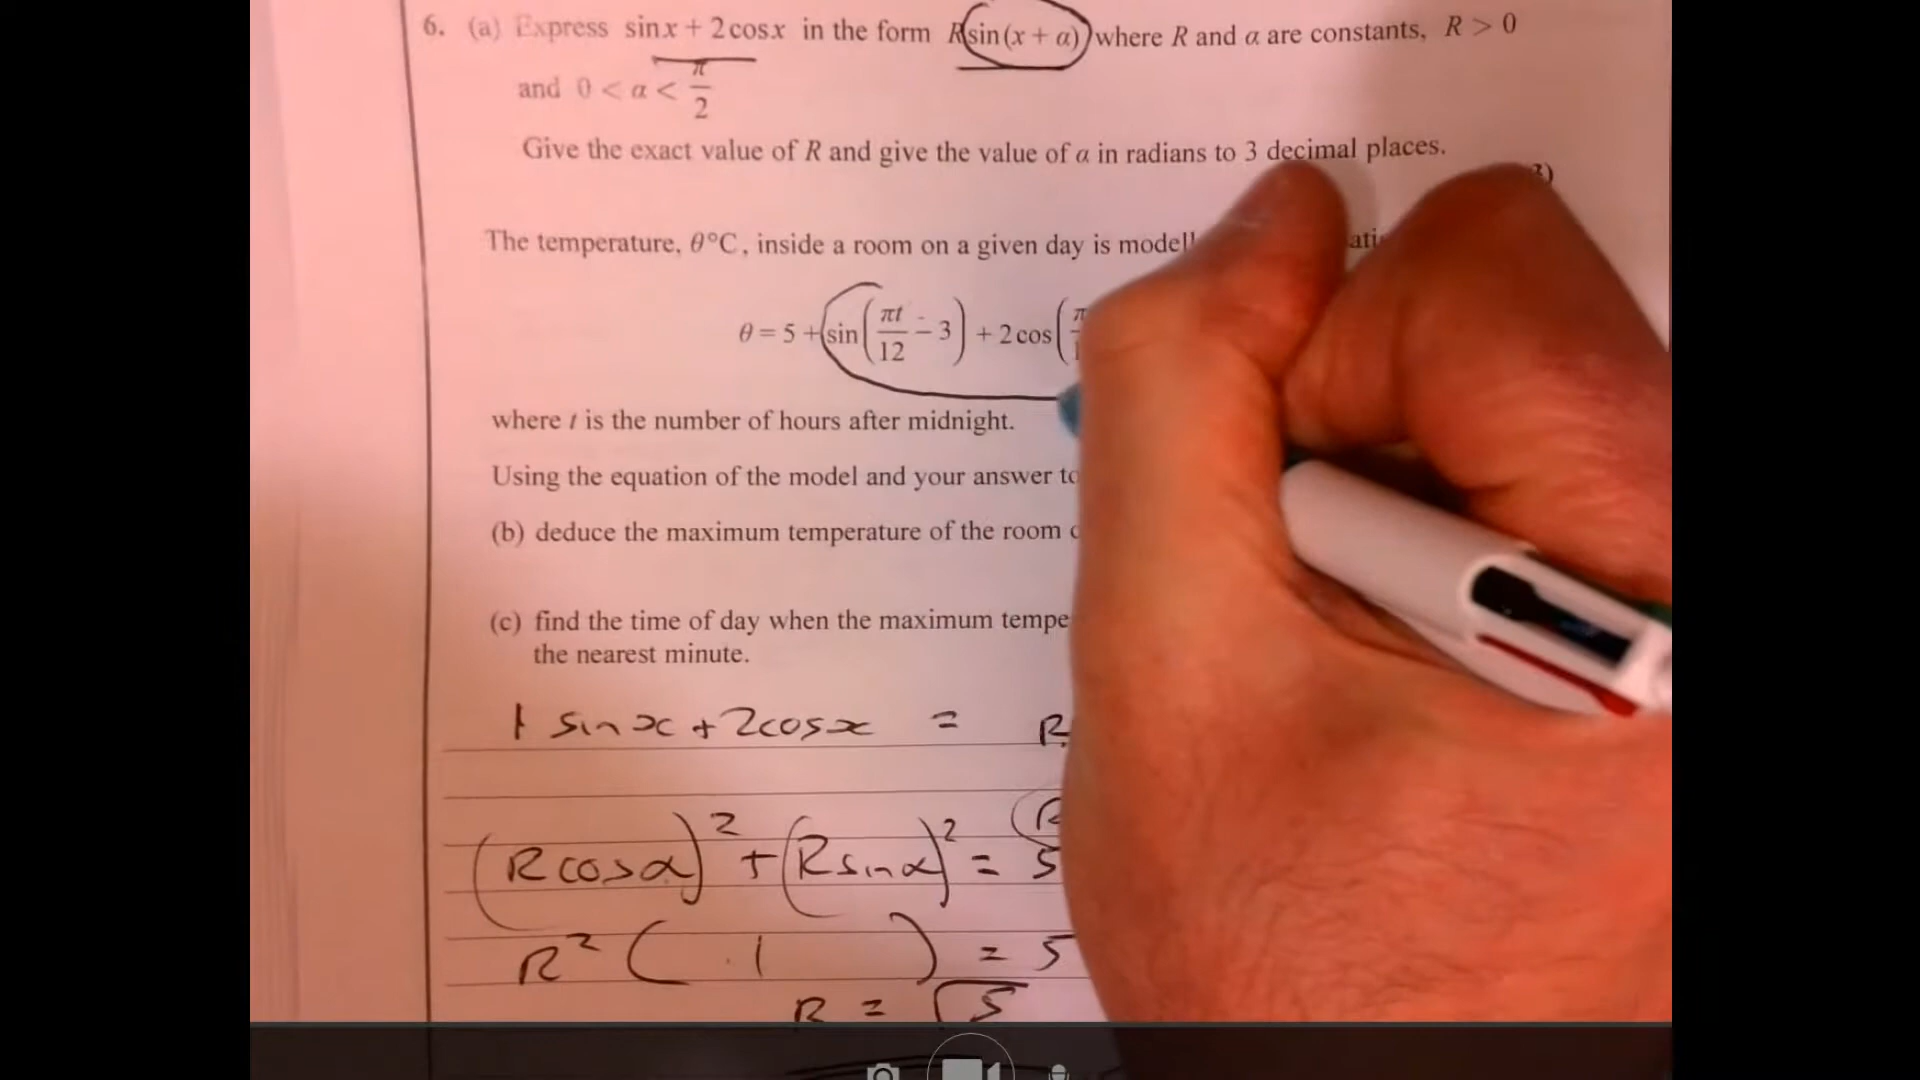 6. (a) Express sin x + 2 cos x in the form R sin (x + α) where R and α are constants, R > 0
and 0 < α < π/2
Give the exact value of R and give the value of α in radians to 3 decimal places.
The temperature, θ°C, inside a room on a given day is
θ = 5 + sin(πt/12 − 3) + 2 cos(
where t is the number of hours after midnight.
Using the equation of the model and your answer
(b) deduce the maximum temperature of the room
(c) find the time of day when the maximum
the nearest minute.
1 sin x + 2cos x = R
(R cos α)² + (R sin α)² = 5
R² ( 1 ) = 5
R = √5